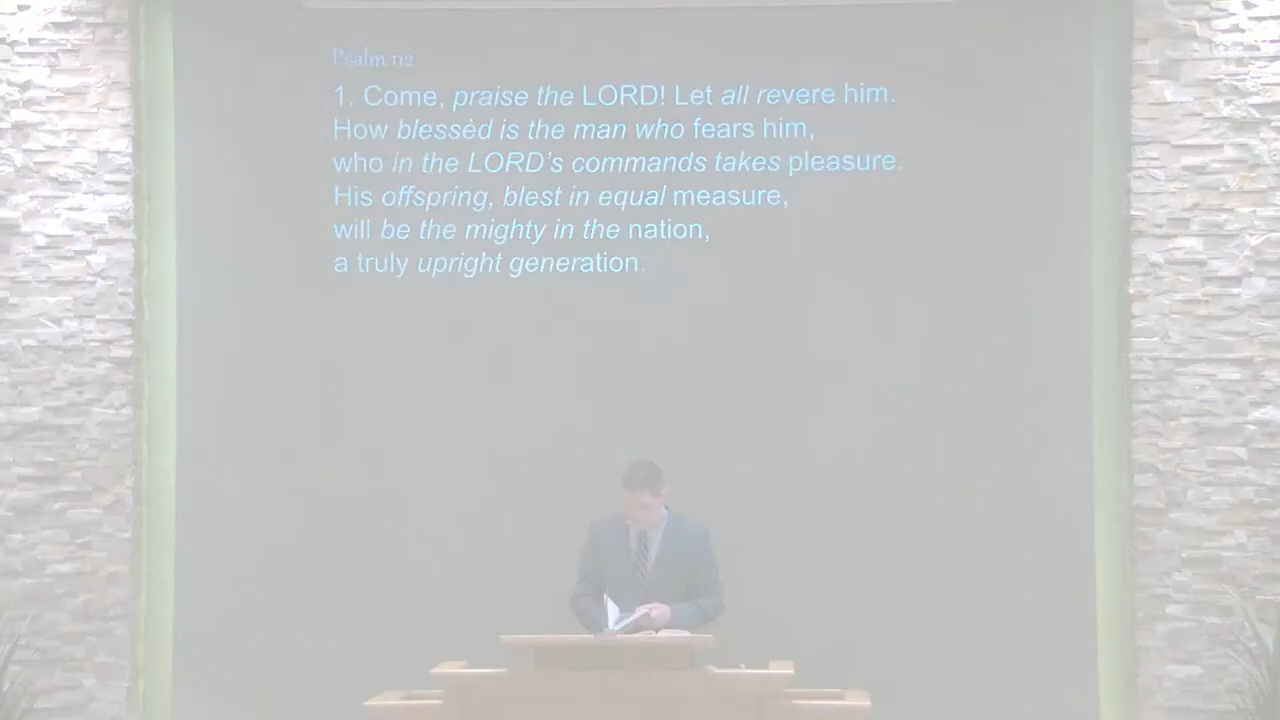 Psalm 112
1. Come, praise the LORD! Let all revere him.
How blessèd is the man who fears him,
who in the LORD’s commands takes pleasure.
His offspring, blest in equal measure,
will be the mighty in the nation,
a truly upright generation.